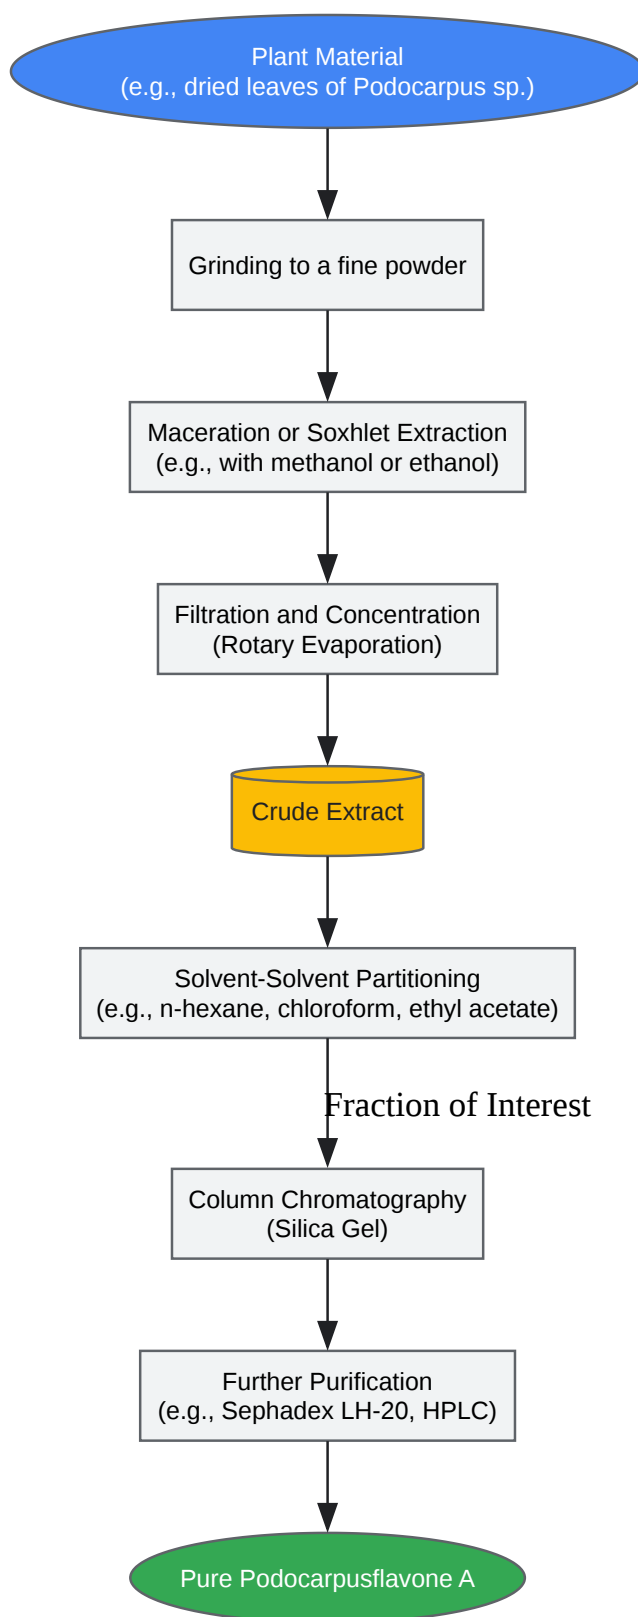 Plant Material
(e.g., dried leaves of Podocarpus sp.)
Grinding to a fine powder
Maceration or Soxhlet Extraction
(e.g., with methanol or ethanol)
Filtration and Concentration
(Rotary Evaporation)
Crude Extract
Solvent-Solvent Partitioning
(e.g., n-hexane, chloroform, ethyl acetate)
Fraction of Interest
Column Chromatography
(Silica Gel)
Further Purification
(e.g., Sephadex LH-20, HPLC)
Pure Podocarpusflavone A